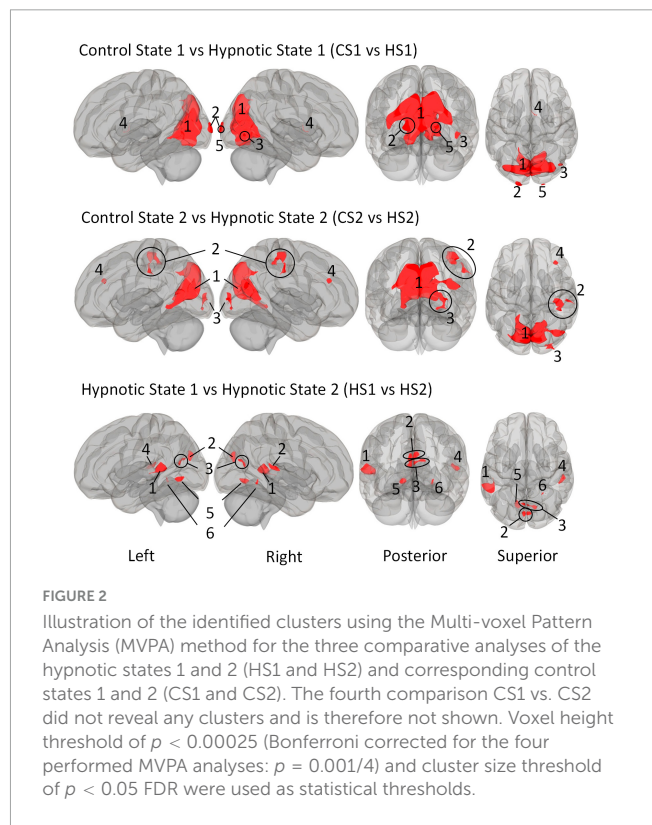 Control State 1 vs Hypnotic State 1 (CS1 vs HS1)
4 1 2 5 1 3 4 2 1 5 3 4 1 3 2 5
Control State 2 vs Hypnotic State 2 (CS2 vs HS2)
4 2 1 3 4 1 2 3 4 2 1 3
Hypnotic State 1 vs Hypnotic State 2 (HS1 vs HS2)
4 1 2 3 2 1 5 6 2 1 4 5 3 6 1 5 4 6 2 3
Left Right Posterior Superior
FIGURE 2
Illustration of the identified clusters using the Multi-voxel Pattern
Analysis (MVPA) method for the three comparative analyses of the
hypnotic states 1 and 2 (HS1 and HS2) and corresponding control
states 1 and 2 (CS1 and CS2). The fourth comparison CS1 vs. CS2
did not reveal any clusters and is therefore not shown. Voxel height
threshold of p < 0.00025 (Bonferroni corrected for the four
performed MVPA analyses: p = 0.001/4) and cluster size threshold
of p < 0.05 FDR were used as statistical thresholds.